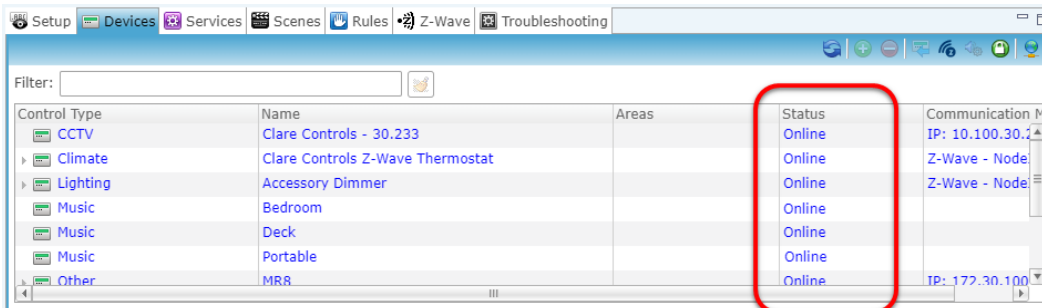 Setup Devices Services Scenes Rules Z-Wave Troubleshooting
Filter:
Control Type Name Areas Status Communication M
CCTV Clare Controls - 30.233 Online IP: 10.100.30.2
Climate Clare Controls Z-Wave Thermostat Online Z-Wave - Node
Lighting Accessory Dimmer Online Z-Wave - Node
Music Bedroom Online
Music Deck Online
Music Portable Online
Other MR8 Online IP: 172.30.100